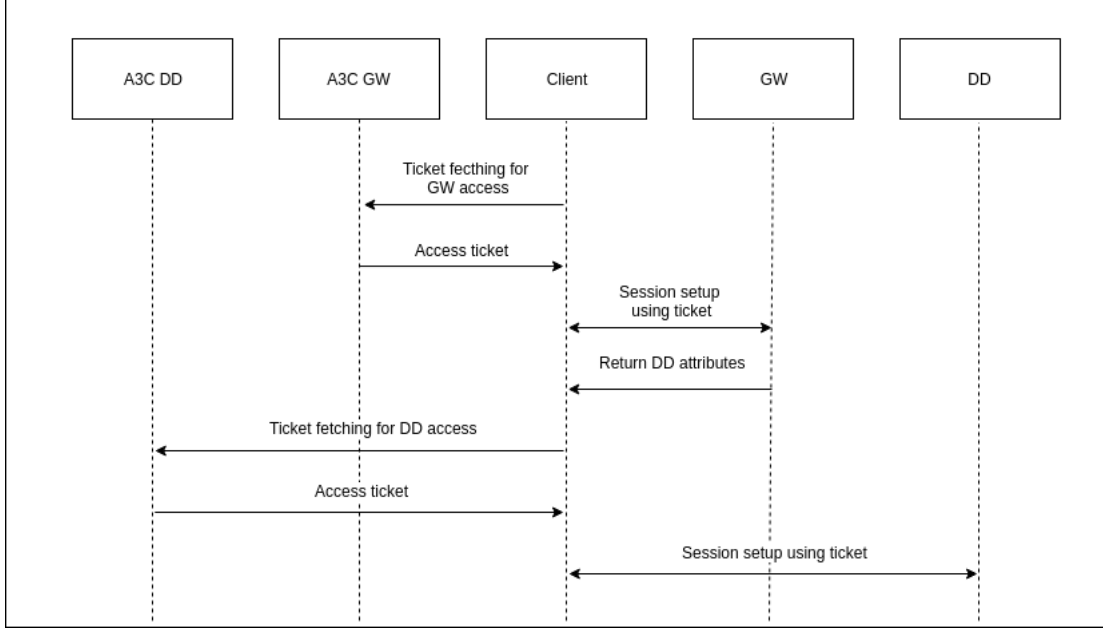 A3C DD
A3C GW
Client
GW
DD
Ticket fecthing for
GW access
Access ticket
Session setup
using ticket
Return DD attributes
Ticket fetching for DD access
Access ticket
Session setup using ticket